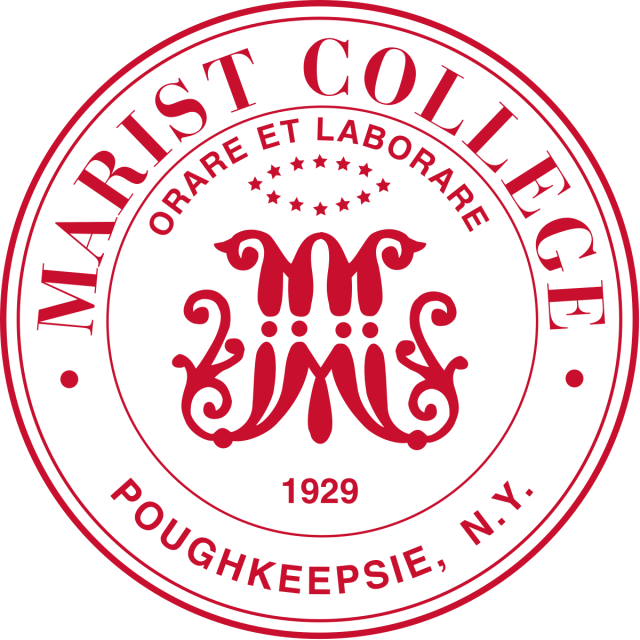 MARIST COLLEGE
ORARE ET LABORARE
1929
POUGHKEEPSIE, N.Y.